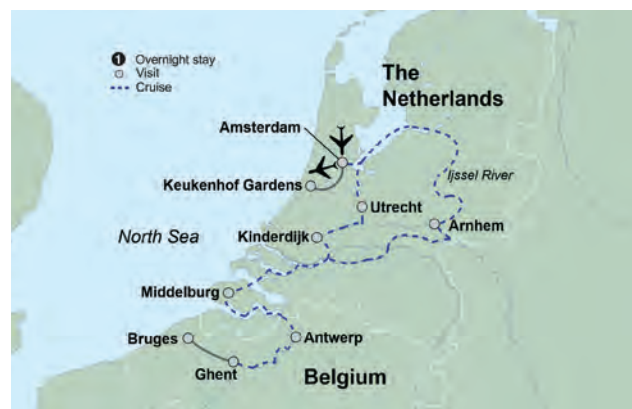 1 Overnight stay
Visit
Cruise
The
Netherlands
Amsterdam
Keukenhof Gardens
Ijssel River
Utrecht
Arnhem
North Sea
Kinderdijk
Middelburg
Bruges
Antwerp
Ghent
Belgium